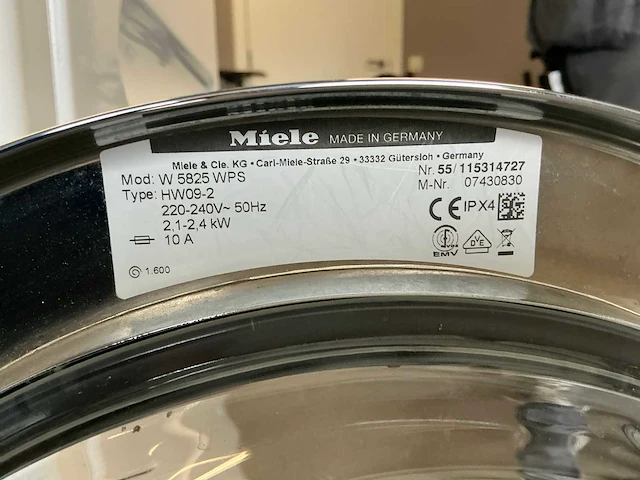 Miele MADE IN GERMANY
Miele & Cie. KG • Carl-Miele-Straße 29 • 33332 Gütersloh • Germany
Mod: W 5825 WPS
Nr. 55/ 115314727
Type: HW09-2
M-Nr. 07430830
220-240V~ 50Hz
2,1-2,4 kW
10 A
CE IPX4
EMV
VDE
1.600